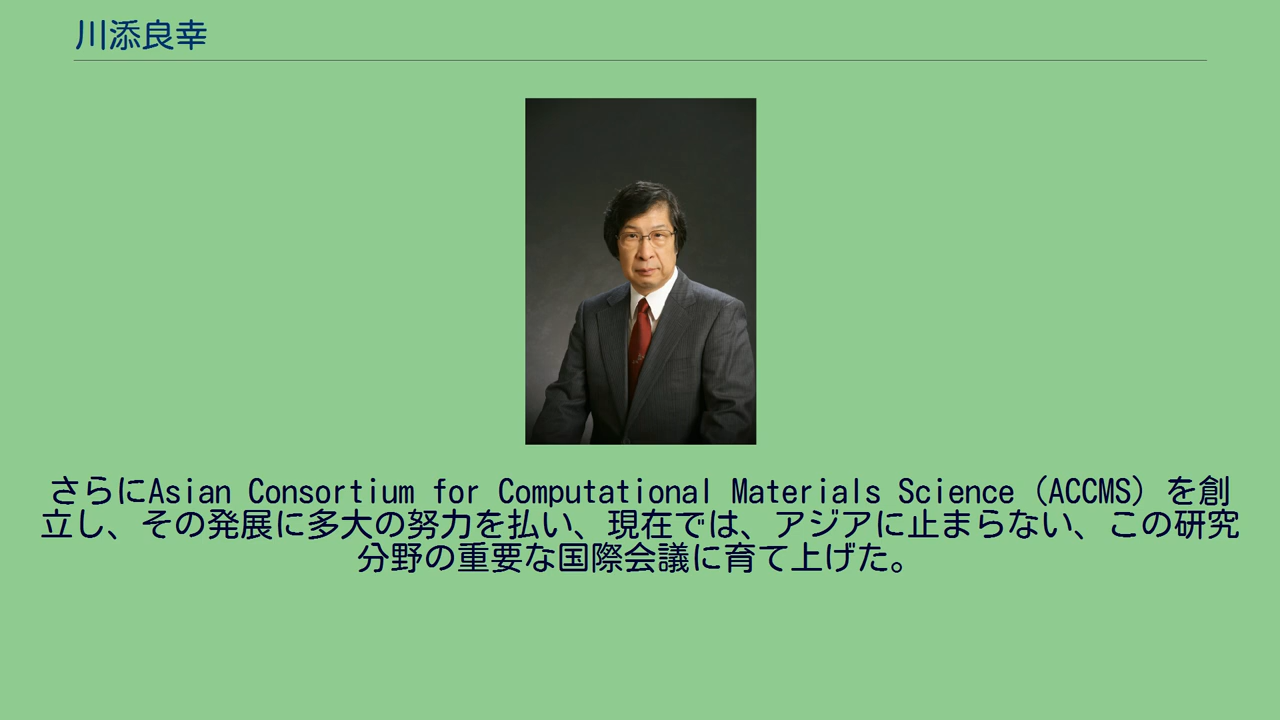 川添良幸
さらにAsian Consortium for Computational Materials Science（ACCMS）を創
立し、その発展に多大の努力を払い、現在では、アジアに止まらない、この研究
分野の重要な国際会議に育て上げた。